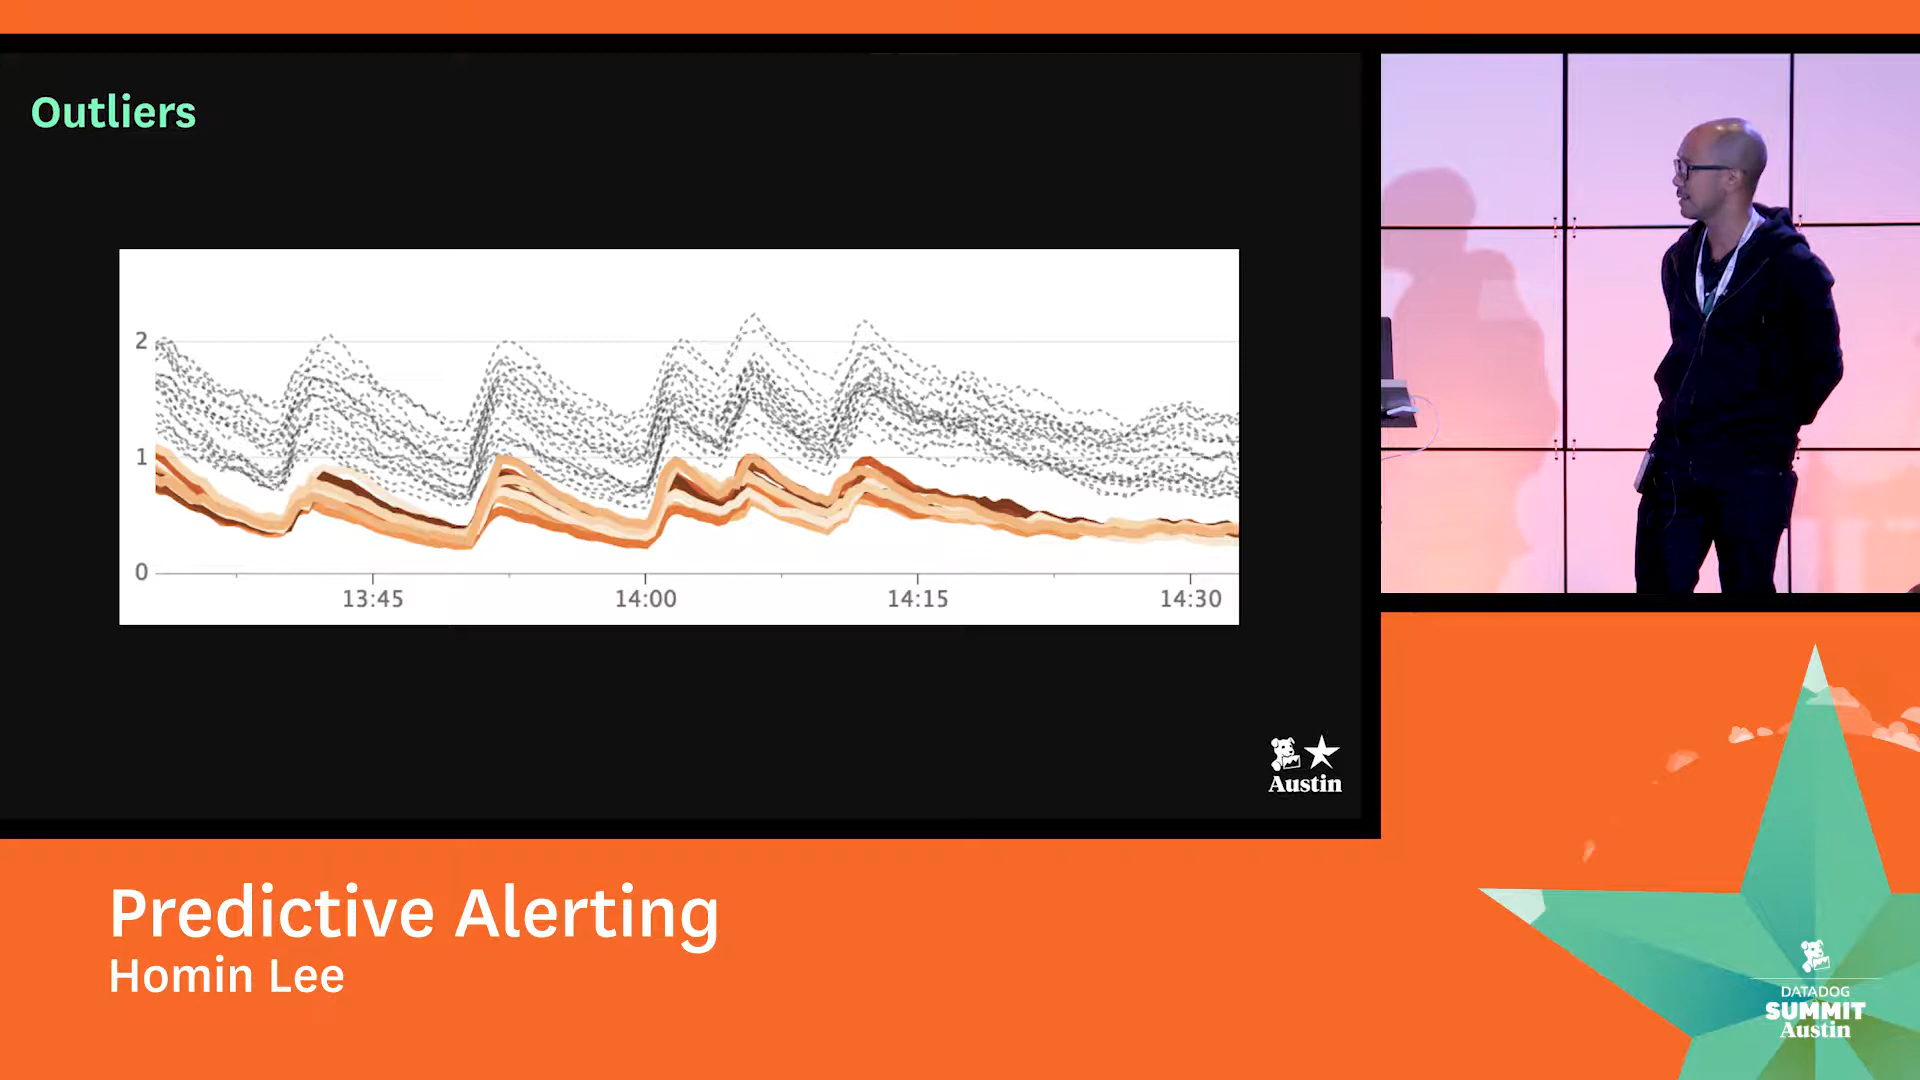 Outliers
2
1
0
13:45
14:00
14:15
14:30
Austin
Predictive Alerting
Homin Lee
DATADOG
SUMMIT
Austin